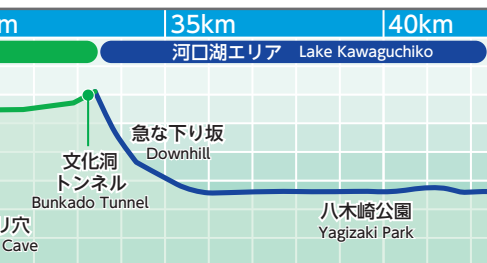 m
35km
40km
河口湖エリア Lake Kawaguchiko
急な下り坂
Downhill
文化洞
トンネル
Bunkado Tunnel
八木崎公園
Yagizaki Park
り穴
Cave